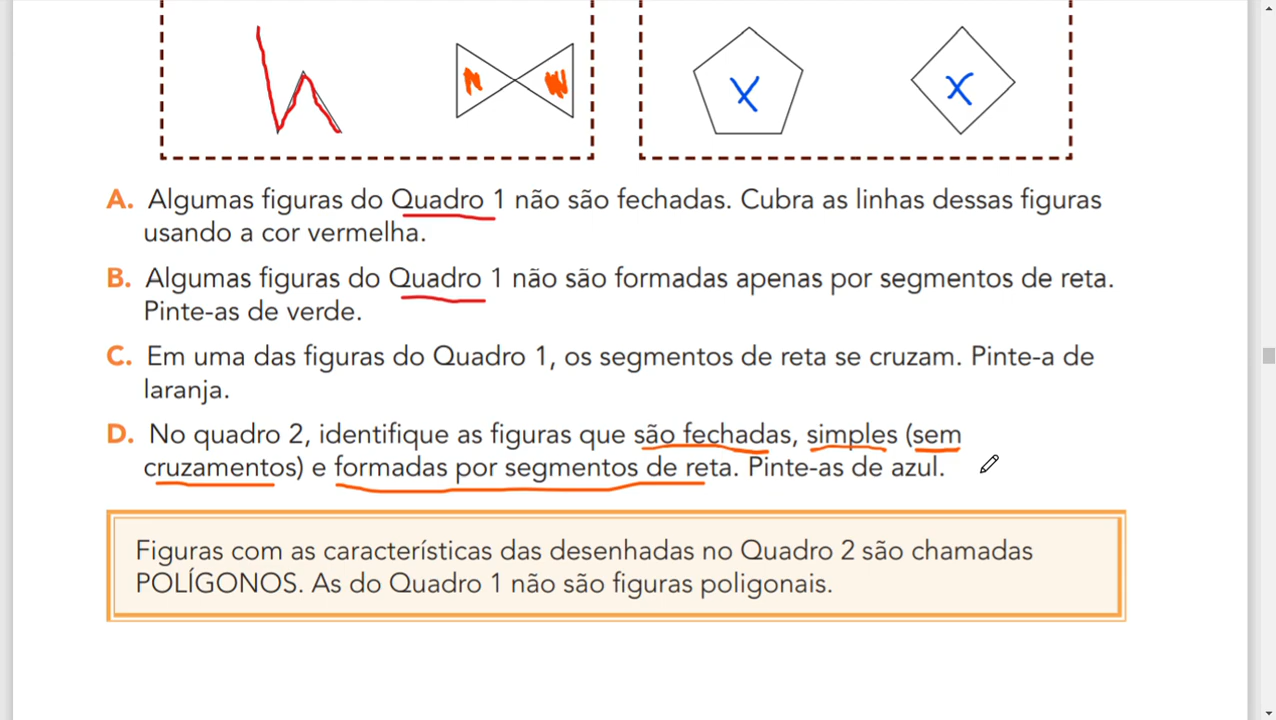 A. Algumas figuras do Quadro 1 não são fechadas. Cubra as linhas dessas figuras
usando a cor vermelha.
B. Algumas figuras do Quadro 1 não são formadas apenas por segmentos de reta.
Pinte-as de verde.
C. Em uma das figuras do Quadro 1, os segmentos de reta se cruzam. Pinte-a de
laranja.
D. No quadro 2, identifique as figuras que são fechadas, simples (sem
cruzamentos) e formadas por segmentos de reta. Pinte-as de azul.
Figuras com as características das desenhadas no Quadro 2 são chamadas
POLÍGONOS. As do Quadro 1 não são figuras poligonais.